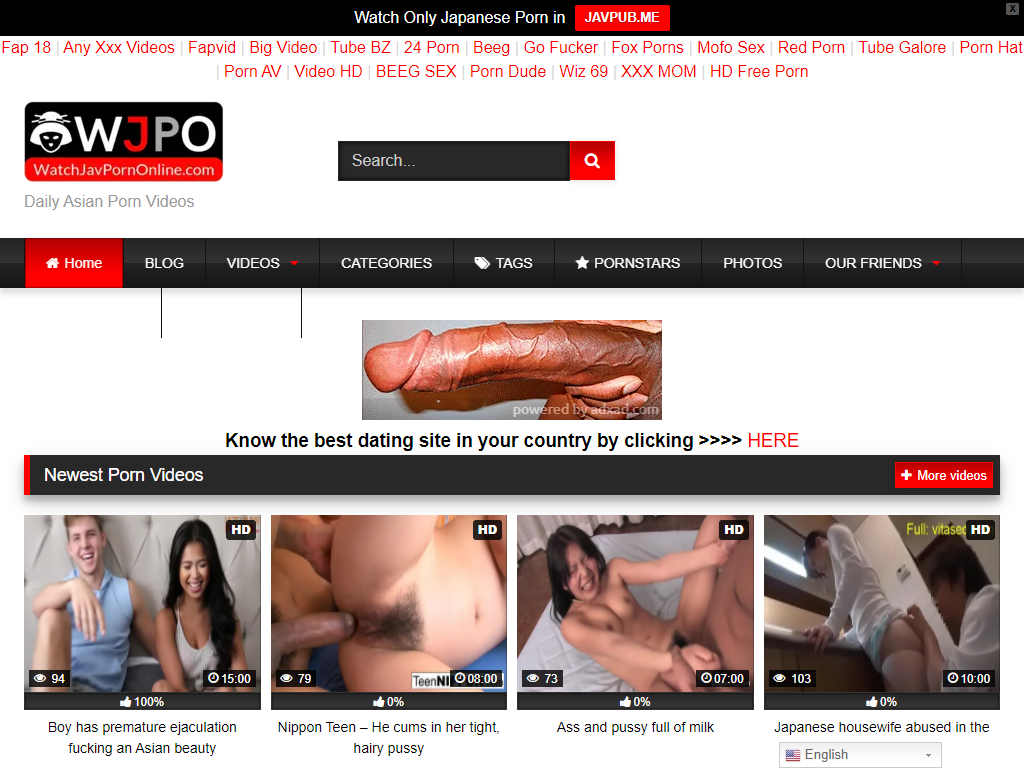 Watch Only Japanese Porn in JAVPUB.ME
X
Fap 18 | Any Xxx Videos | Fapvid | Big Video | Tube BZ | 24 Porn | Beeg | Go Fucker | Fox Porns | Mofo Sex | Red Porn | Tube Galore | Porn Hat
| Porn AV | Video HD | BEEG SEX | Porn Dude | Wiz 69 | XXX MOM | HD Free Porn
WJPO
WatchJavPornOnline.com
Daily Asian Porn Videos
Search...
Home BLOG VIDEOS CATEGORIES TAGS PORNSTARS PHOTOS OUR FRIENDS
powered by adxad.com
Know the best dating site in your country by clicking >>>> HERE
Newest Porn Videos
More videos
HD
94
15:00
100%
Boy has premature ejaculation
fucking an Asian beauty
HD
79
08:00
0%
Nippon Teen – He cums in her tight,
hairy pussy
HD
73
07:00
0%
Ass and pussy full of milk
Full:
HD
103
10:00
0%
Japanese housewife abused in the
English